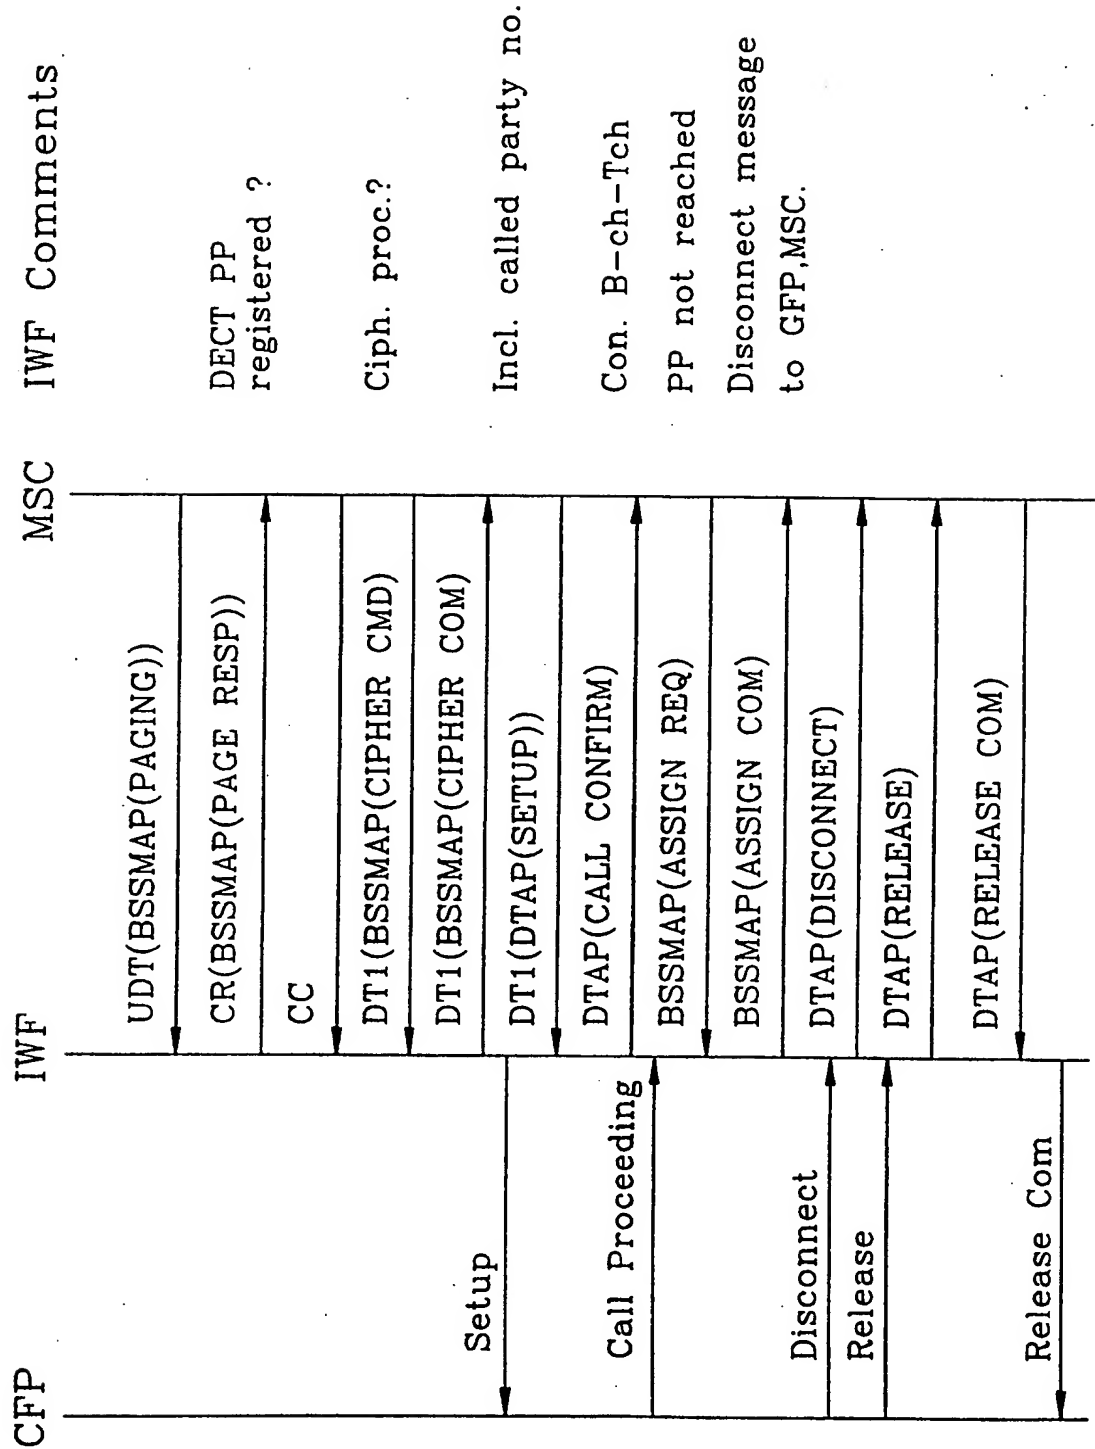 CFP
IWF
MSC
IWF Comments
UDT(BSSMAP(PAGING))
CR(BSSMAP(PAGE RESP))
DECT PP
registered ?
CC
DT1(BSSMAP(CIPHER CMD)
Ciph. proc.?
DT1(BSSMAP(CIPHER COM)
Setup
DT1(DTAP(SETUP))
Incl. called party no.
DTAP(CALL CONFIRM)
Call Proceeding
BSSMAP(ASSIGN REQ)
Con. B-ch-Tch
BSSMAP(ASSIGN COM)
PP not reached
Disconnect
DTAP(DISCONNECT)
Disconnect message
to GFP,MSC.
Release
DTAP(RELEASE)
DTAP(RELEASE COM)
Release Com